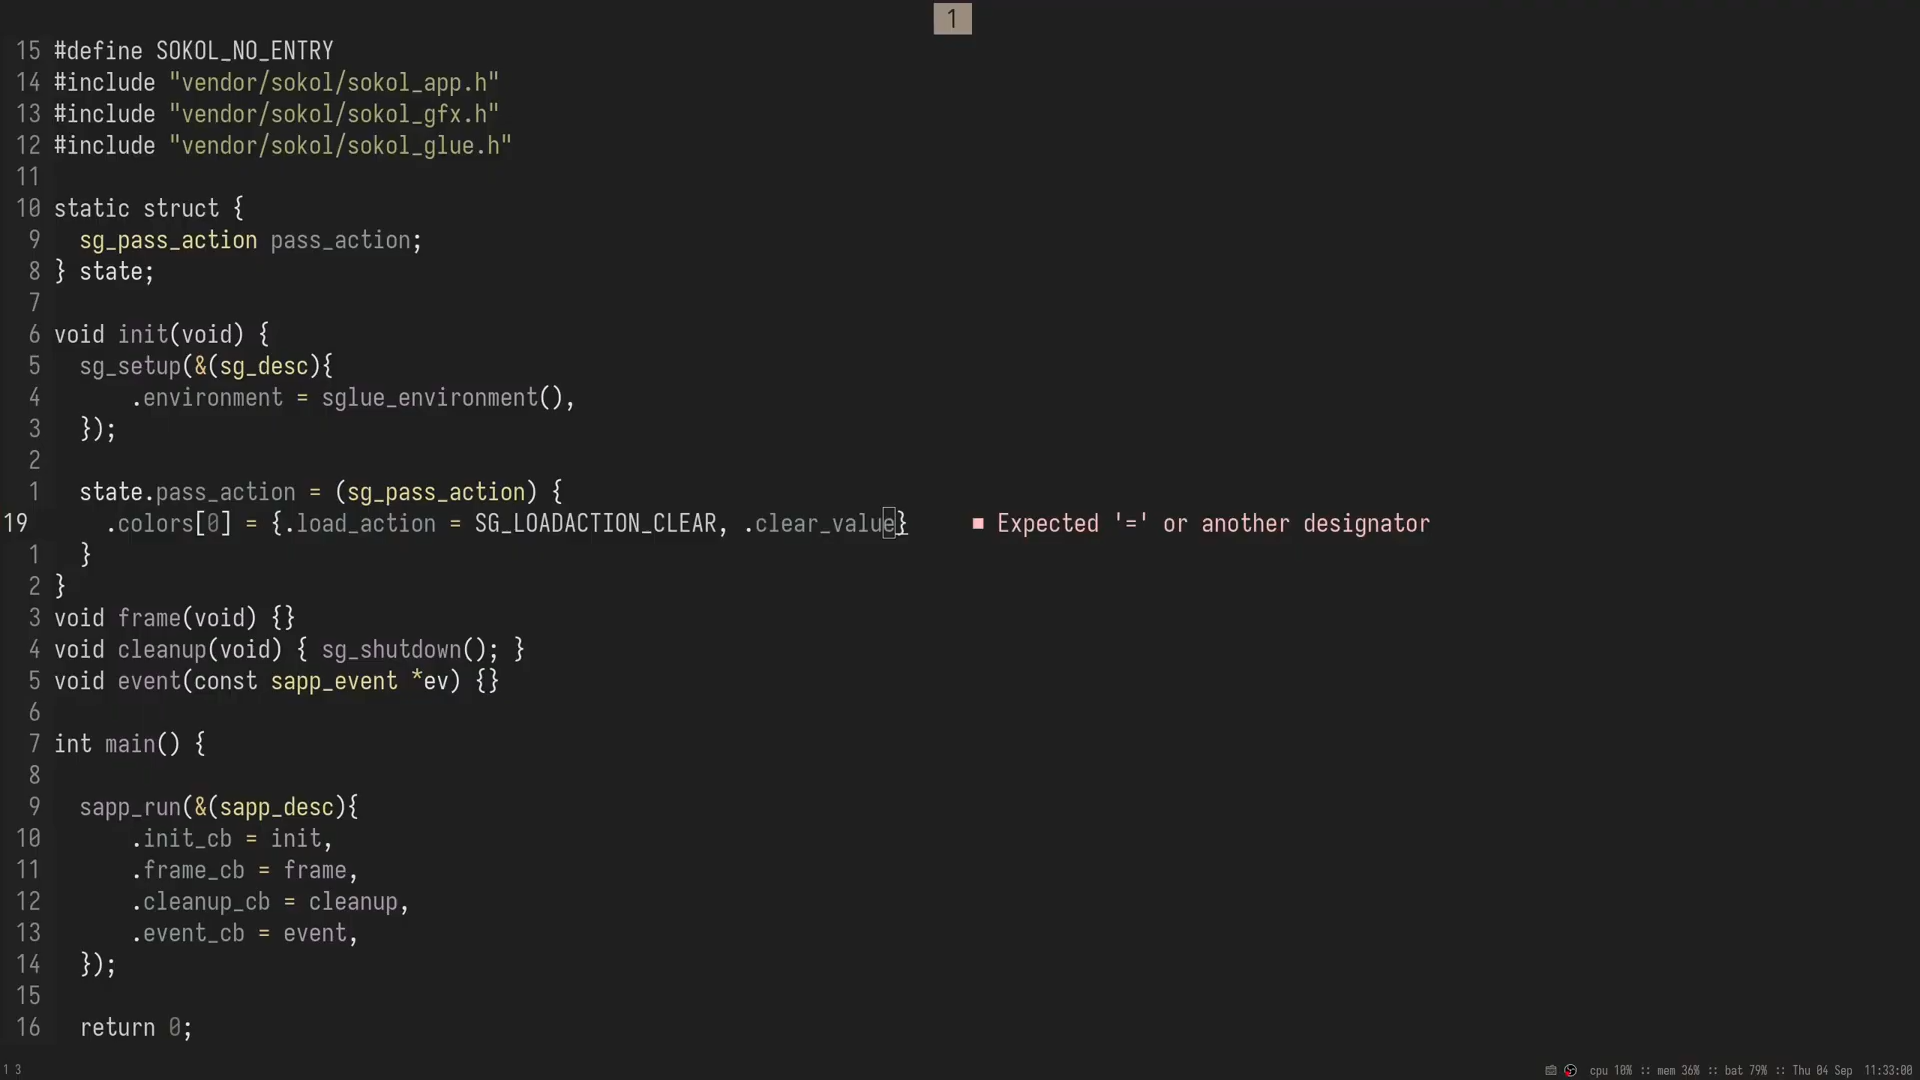 1
15 #define SOKOL_NO_ENTRY
14 #include "vendor/sokol/sokol_app.h"
13 #include "vendor/sokol/sokol_gfx.h"
12 #include "vendor/sokol/sokol_glue.h"
11
10 static struct {
9   sg_pass_action pass_action;
8 } state;
7
6 void init(void) {
5   sg_setup(&(sg_desc){
4       .environment = sglue_environment(),
3   });
2
1   state.pass_action = (sg_pass_action) {
19     .colors[0] = {.load_action = SG_LOADACTION_CLEAR, .clear_value}     ■ Expected '=' or another designator
1   }
2 }
3 void frame(void) {}
4 void cleanup(void) { sg_shutdown(); }
5 void event(const sapp_event *ev) {}
6
7 int main() {
8
9   sapp_run(&(sapp_desc){
10       .init_cb = init,
11       .frame_cb = frame,
12       .cleanup_cb = cleanup,
13       .event_cb = event,
14   });
15
16   return 0;
1 3
cpu 10% :: mem 36% :: bat 79% :: Thu 04 Sep  11:33:00